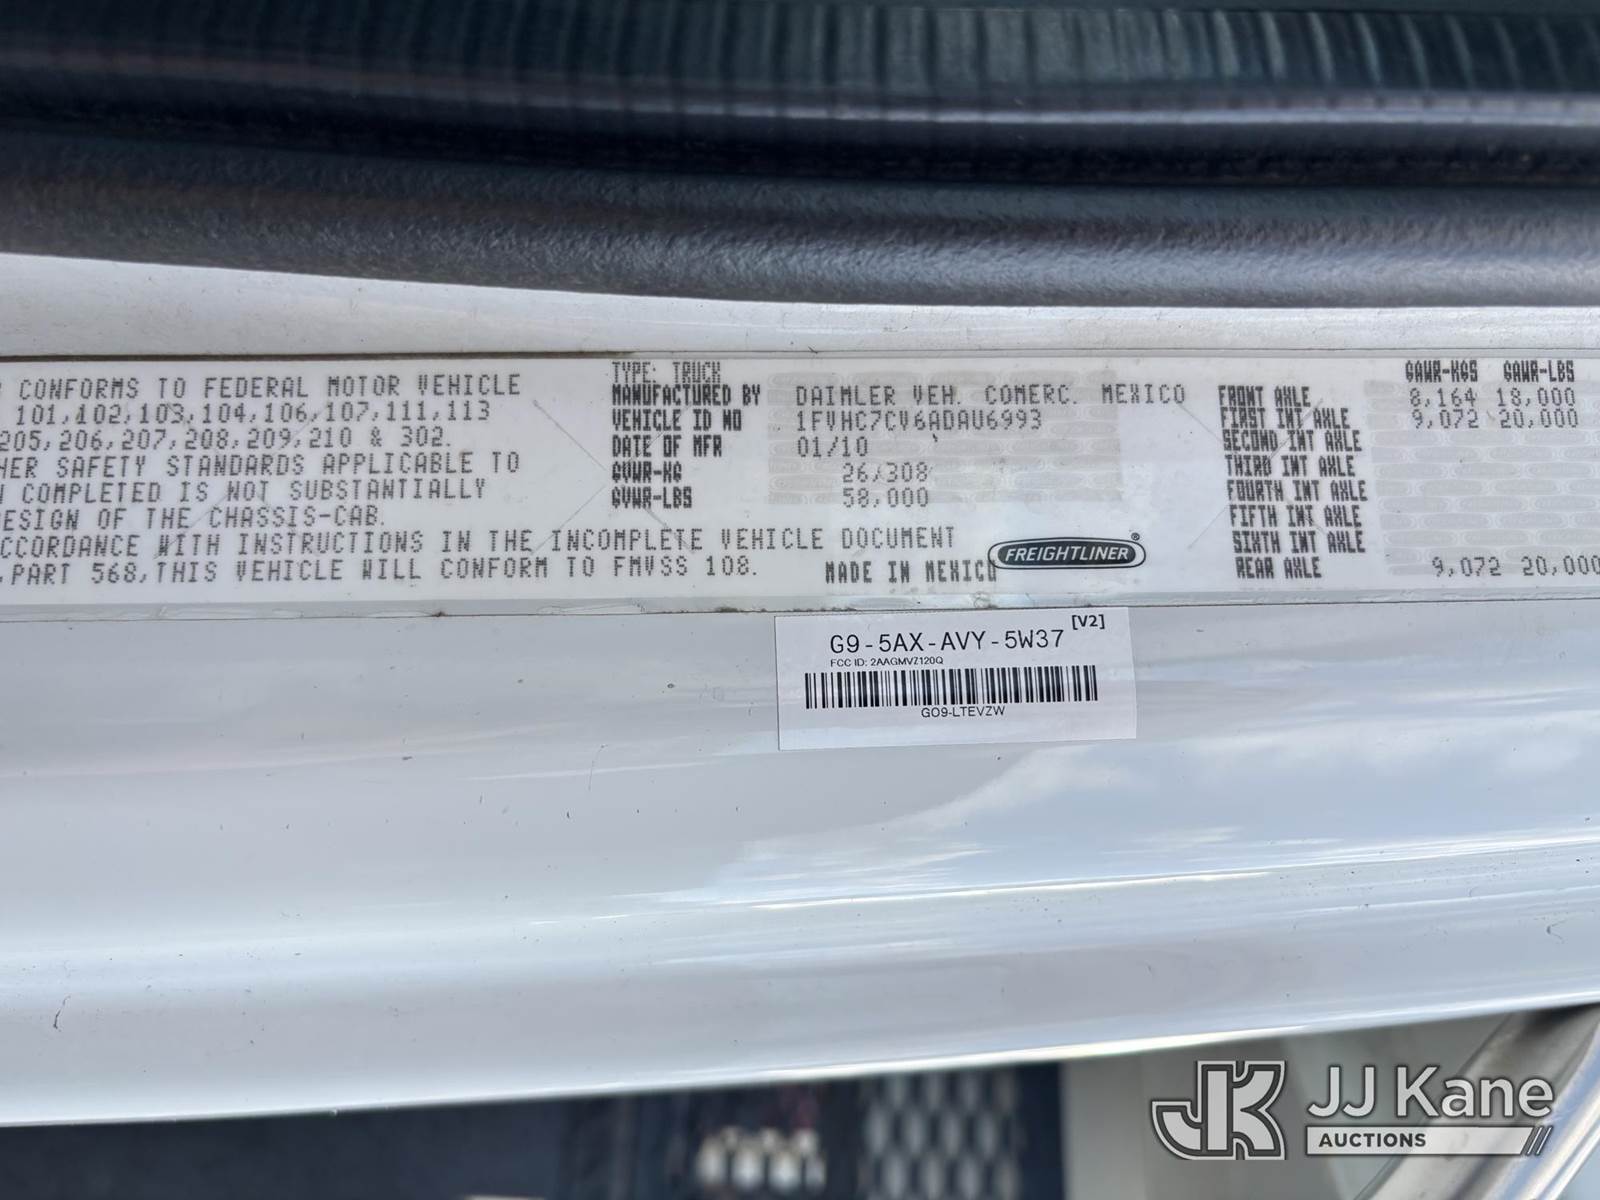 CONFORMS TO FEDERAL MOTOR VEHICLE
101,102,103,104,106,107,111,113
205,206,207,208,209,210 & 302.
HER SAFETY STANDARDS APPLICABLE TO
COMPLETED IS NOT SUBSTANTIALLY
ESIGN OF THE CHASSIS-CAB.
CCORDANCE WITH INSTRUCTIONS IN THE INCOMPLETE VEHICLE DOCUMENT
,PART 568,THIS VEHICLE WILL CONFORM TO FMVSS 108.
TYPE: TRUCK
MANUFACTURED BY DAIMLER VEH. COMERC. MEXICO
VEHICLE ID NO 1FVHC7CV6ADAU6993
DATE OF MFR 01/10
GVWR-KG 26,308
GVWR-LBS 58,000
MADE IN MEXICO
FREIGHTLINER®
GAWR-KGS GAWR-LBS
FRONT AXLE 8,164 18,000
FIRST INT AXLE 9,072 20,000
SECOND INT AXLE
THIRD INT AXLE
FOURTH INT AXLE
FIFTH INT AXLE
SIXTH INT AXLE
REAR AXLE 9,072 20,000
[V2]
G9-5AX-AVY-5W37
FCC ID: 2AAGMVZ120Q
GO9-LTEVZW
JK JJ Kane
AUCTIONS